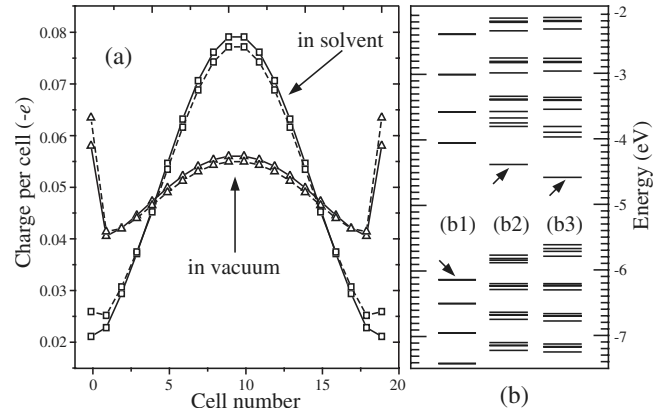 (a)
in solvent
in vacuum
Charge per cell (-e)
0.08
0.07
0.06
0.05
0.04
0.03
0.02
0
5
10
15
20
Cell number
(b1)
(b2)
(b3)
-2
-3
-4
-5
-6
-7
Energy (eV)
(b)